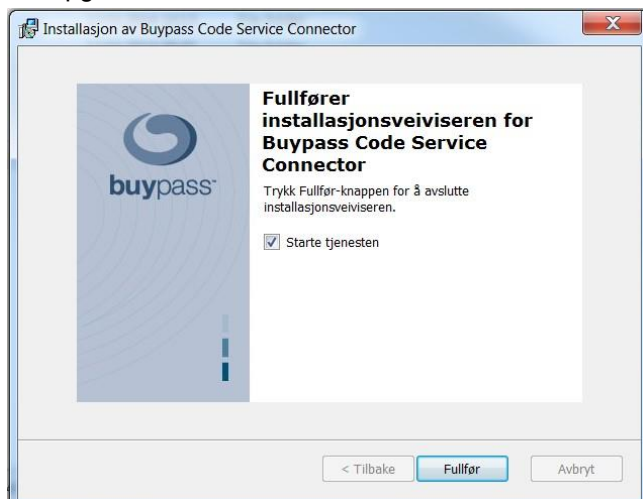 Installasjon av Buypass Code Service Connector
Fullfører
installasjonsveiviseren for
Buypass Code Service
Connector
buypass
Trykk Fullfør-knappen for å avslutte
installasjonsveiviseren.
Starte tjenesten
< Tilbake
Fullfør
Avbryt